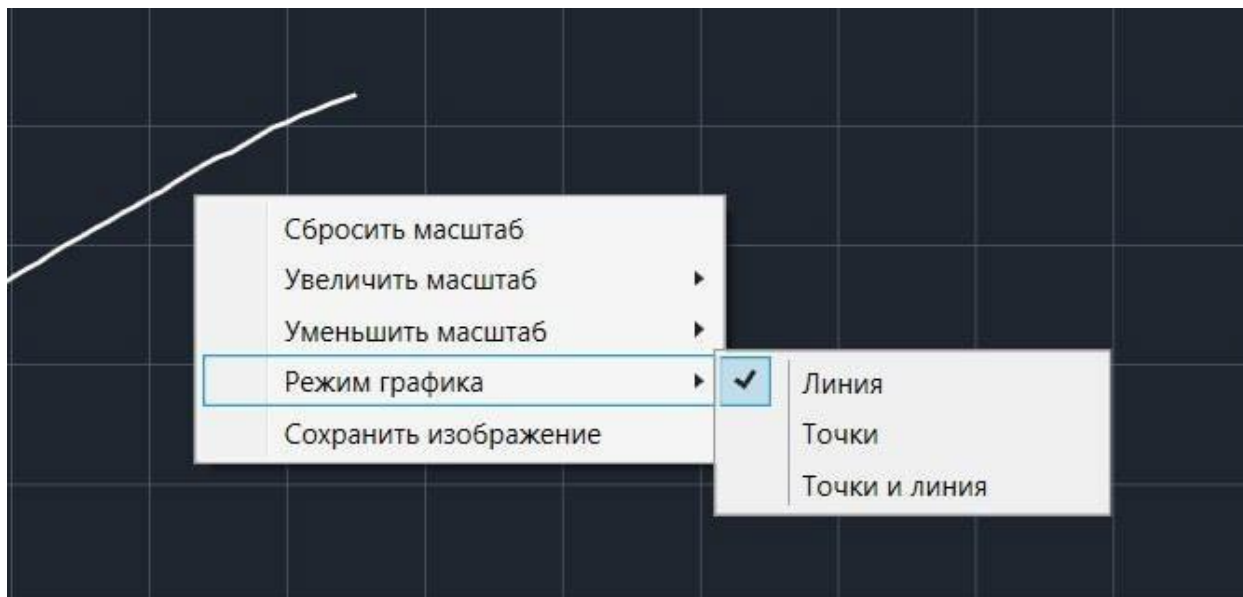 Сбросить масштаб
Увеличить масштаб
Уменьшить масштаб
Режим графика
Сохранить изображение
Линия
Точки
Точки и линия